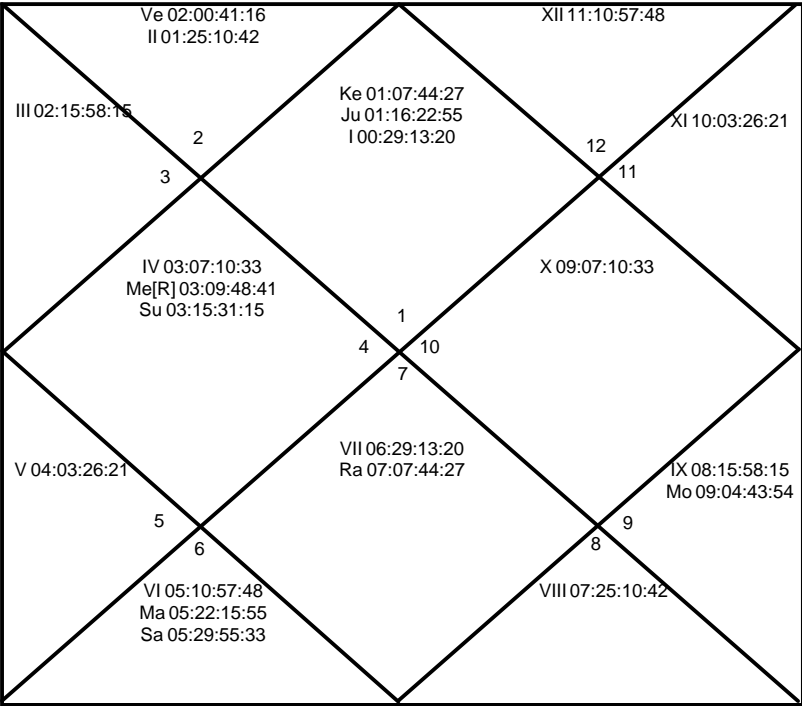 Ve 02:00:41:16
II 01:25:10:42
XII 11:10:57:48
Ke 01:07:44:27
Ju 01:16:22:55
I 00:29:13:20
III 02:15:58:15
XI 10:03:26:21
2
12
3
11
IV 03:07:10:33
Me[R] 03:09:48:41
Su 03:15:31:15
X 09:07:10:33
1
4
10
7
VII 06:29:13:20
Ra 07:07:44:27
V 04:03:26:21
IX 08:15:58:15
Mo 09:04:43:54
5
9
6
8
VI 05:10:57:48
Ma 05:22:15:55
Sa 05:29:55:33
VIII 07:25:10:42